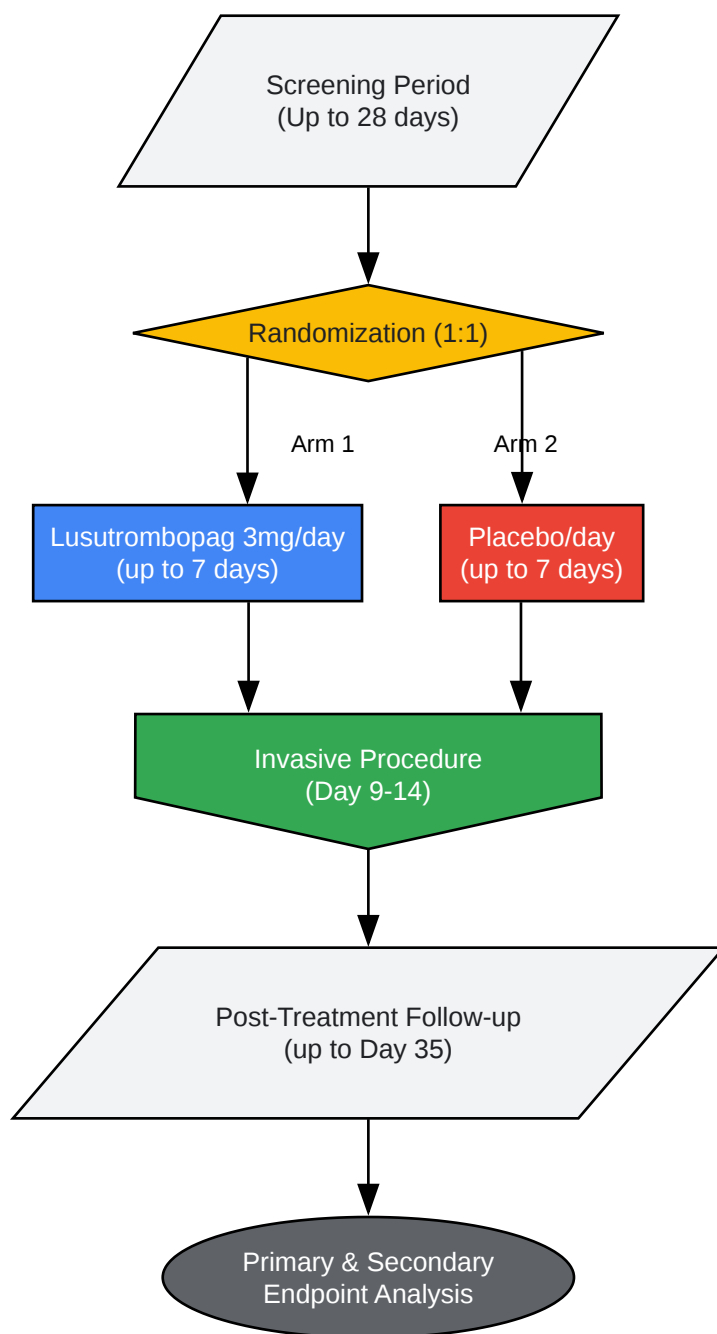 Screening Period
(Up to 28 days)
Randomization (1:1)
Arm 1
Arm 2
Lusutrombopag 3mg/day
(up to 7 days)
Placebo/day
(up to 7 days)
Invasive Procedure
(Day 9-14)
Post-Treatment Follow-up
(up to Day 35)
Primary & Secondary
Endpoint Analysis